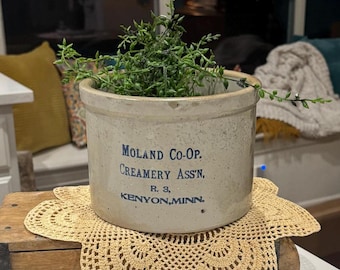 MOLAND CO-OP.
CREAMERY ASS'N,
R. 3,
KENYON, MINN.